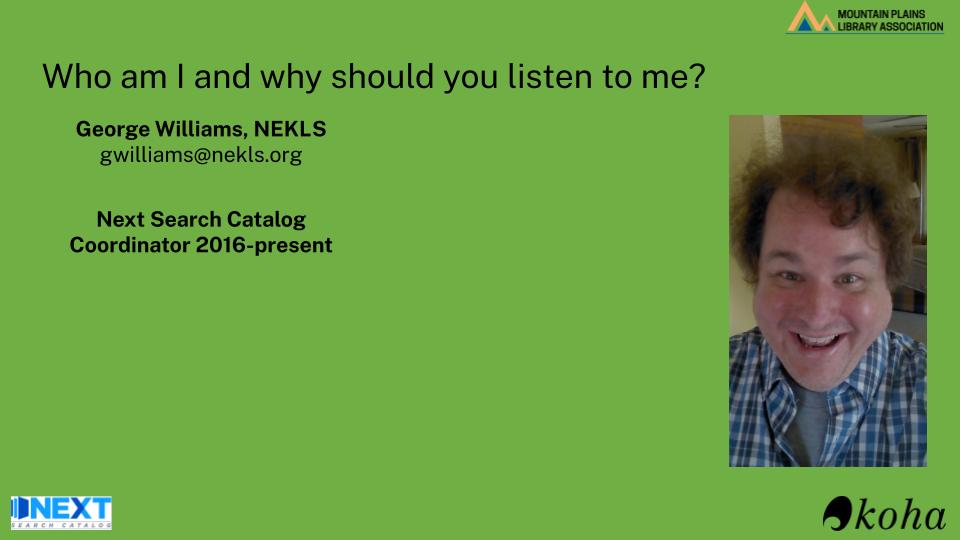 MOUNTAIN PLAINS
LIBRARY ASSOCIATION
Who am I and why should you listen to me?
George Williams, NEKLS
gwilliams@nekls.org
Next Search Catalog
Coordinator 2016-present
NEXT
SEARCH CATALOG
koha